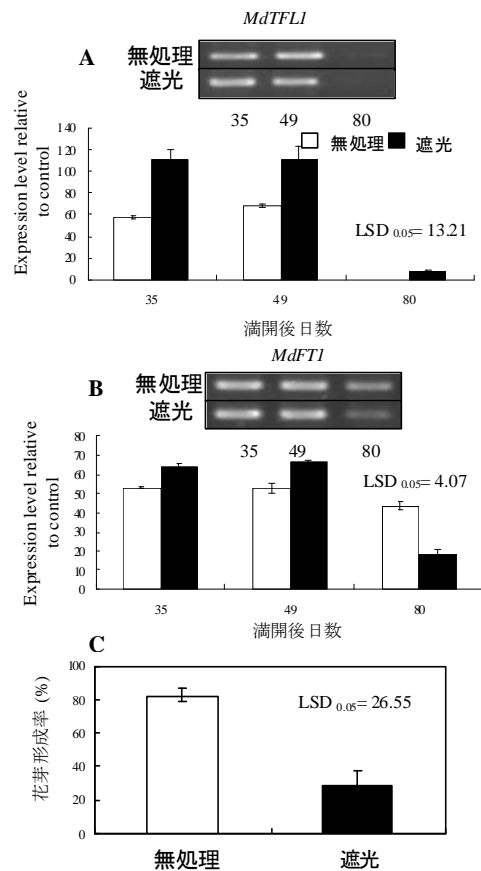 MdTFL1
A
無処理
遮光
35 49 80
無処理 遮光
Expression level relative
to control
140
120
100
80
60
40
20
0
LSD 0.05= 13.21
35 49 80
満開後日数
MdFT1
B
無処理
遮光
35 49 80
Expression level relative
to control
80
70
60
50
40
30
20
10
0
LSD 0.05= 4.07
35 49 80
満開後日数
C
花芽形成率 (%)
100
80
60
40
20
0
LSD 0.05= 26.55
無処理 遮光